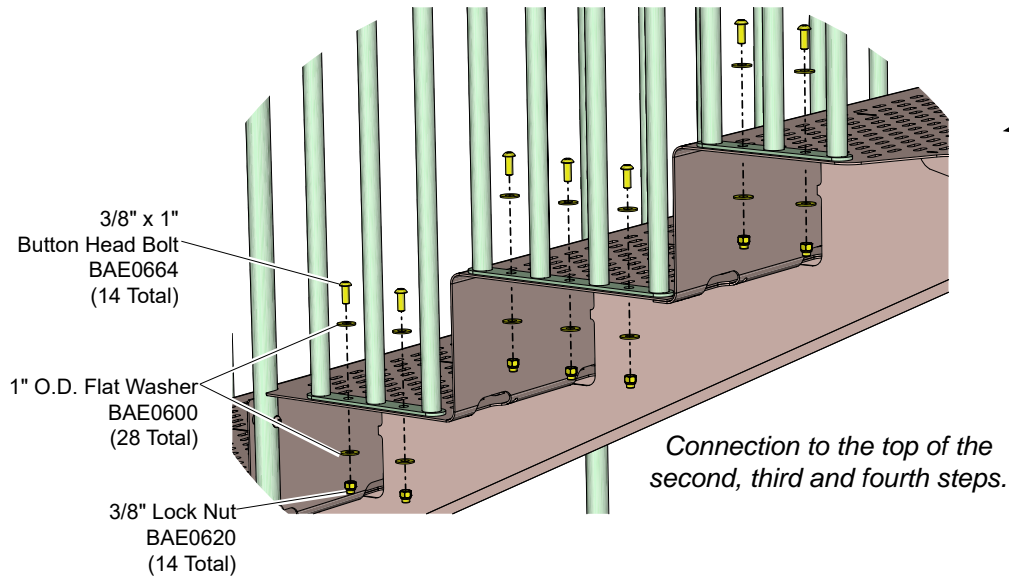 3/8" x 1"
Button Head Bolt
BAE0664
(14 Total)
1" O.D. Flat Washer
BAE0600
(28 Total)
3/8" Lock Nut
BAE0620
(14 Total)
Connection to the top of the
second, third and fourth steps.